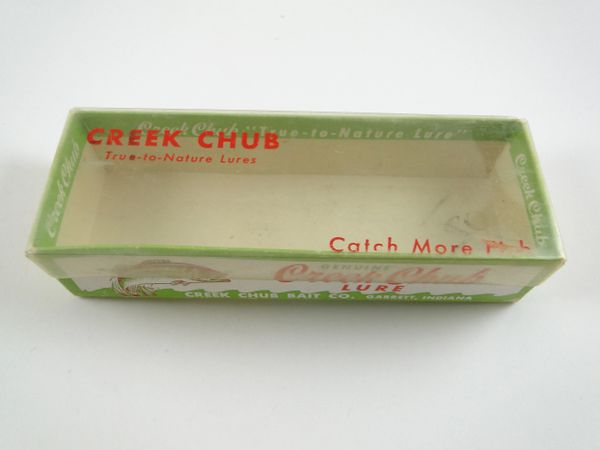 Creek Chub "True-to-Nature Lure"
CREEK CHUB
True-to-Nature Lures
Creek Chub
Creek Chub
Catch More Fish
GENUINE
Creek Chub
LURE
CREEK CHUB BAIT CO. GARRETT, INDIANA